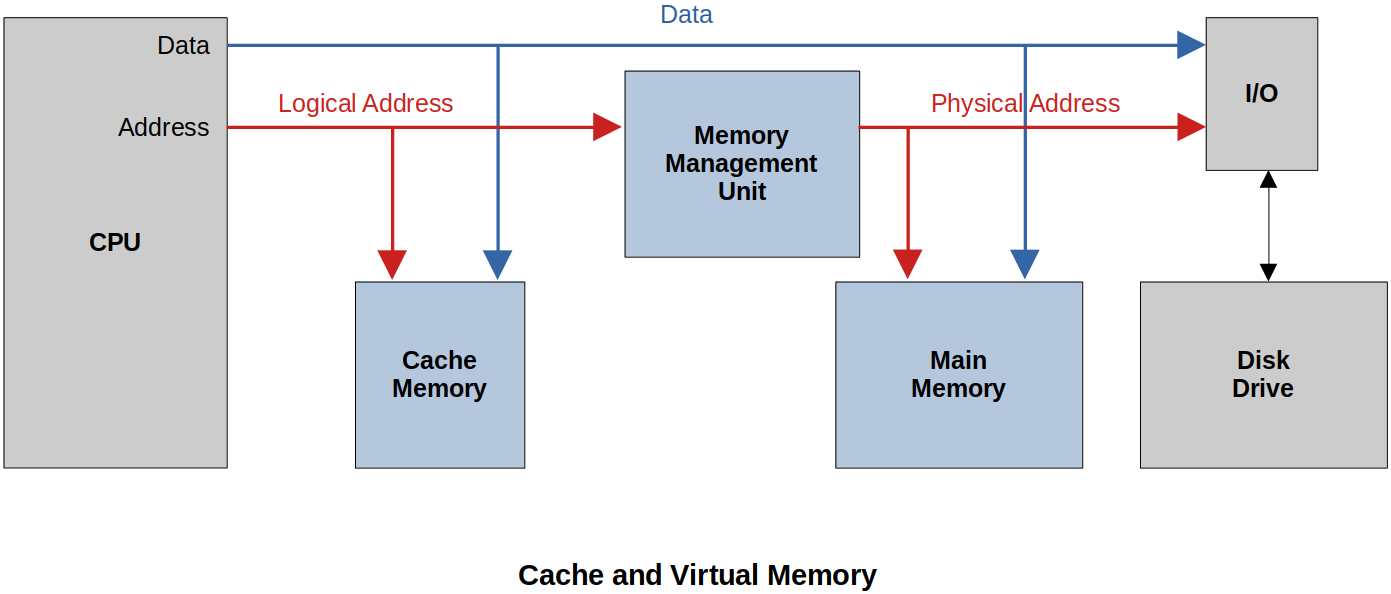 Data
Data
I/O
Logical Address
Physical Address
Address
Memory
Management
Unit
CPU
Cache
Memory
Main
Memory
Disk
Drive
Cache and Virtual Memory